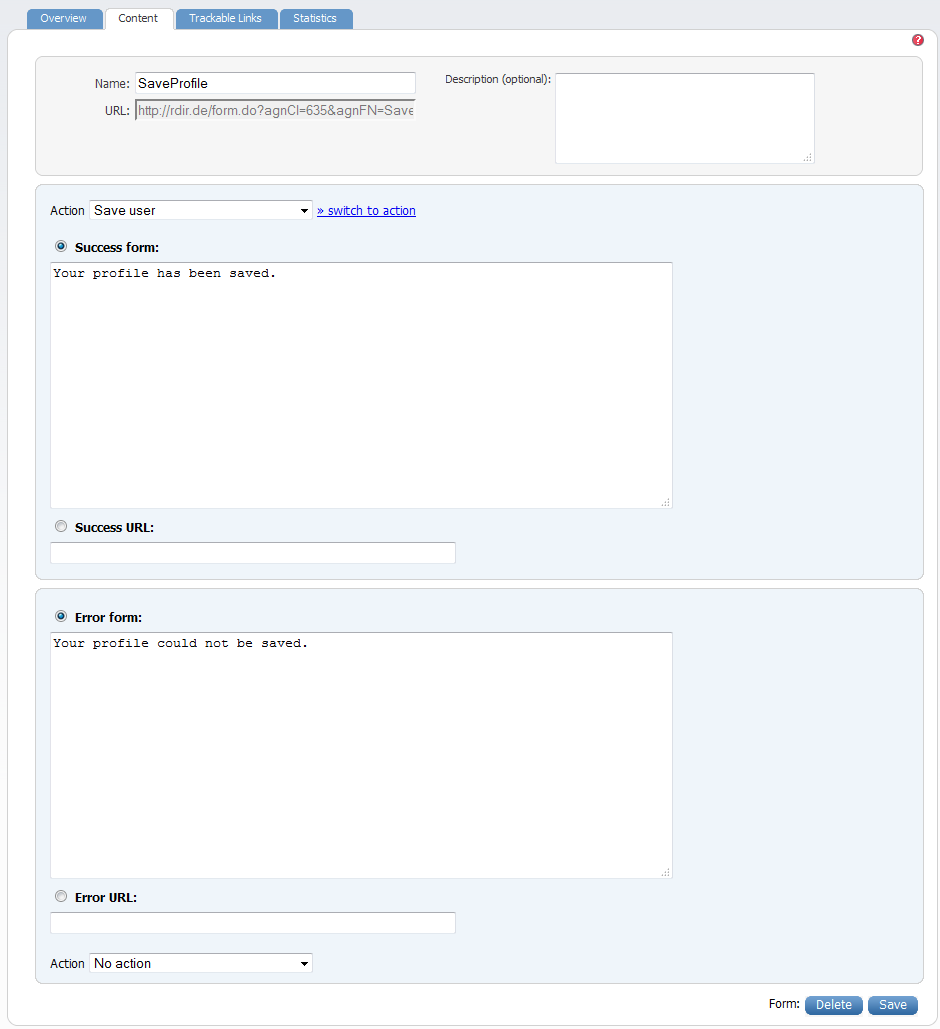 Overview Content Trackable Links Statistics
?
Name: SaveProfile Description (optional):
URL: http://rdir.de/form.do?agnCI=635&agnFN=Save
Action Save user » switch to action
Success form:
Your profile has been saved.
Success URL:
Error form:
Your profile could not be saved.
Error URL:
Action No action
Form: Delete Save